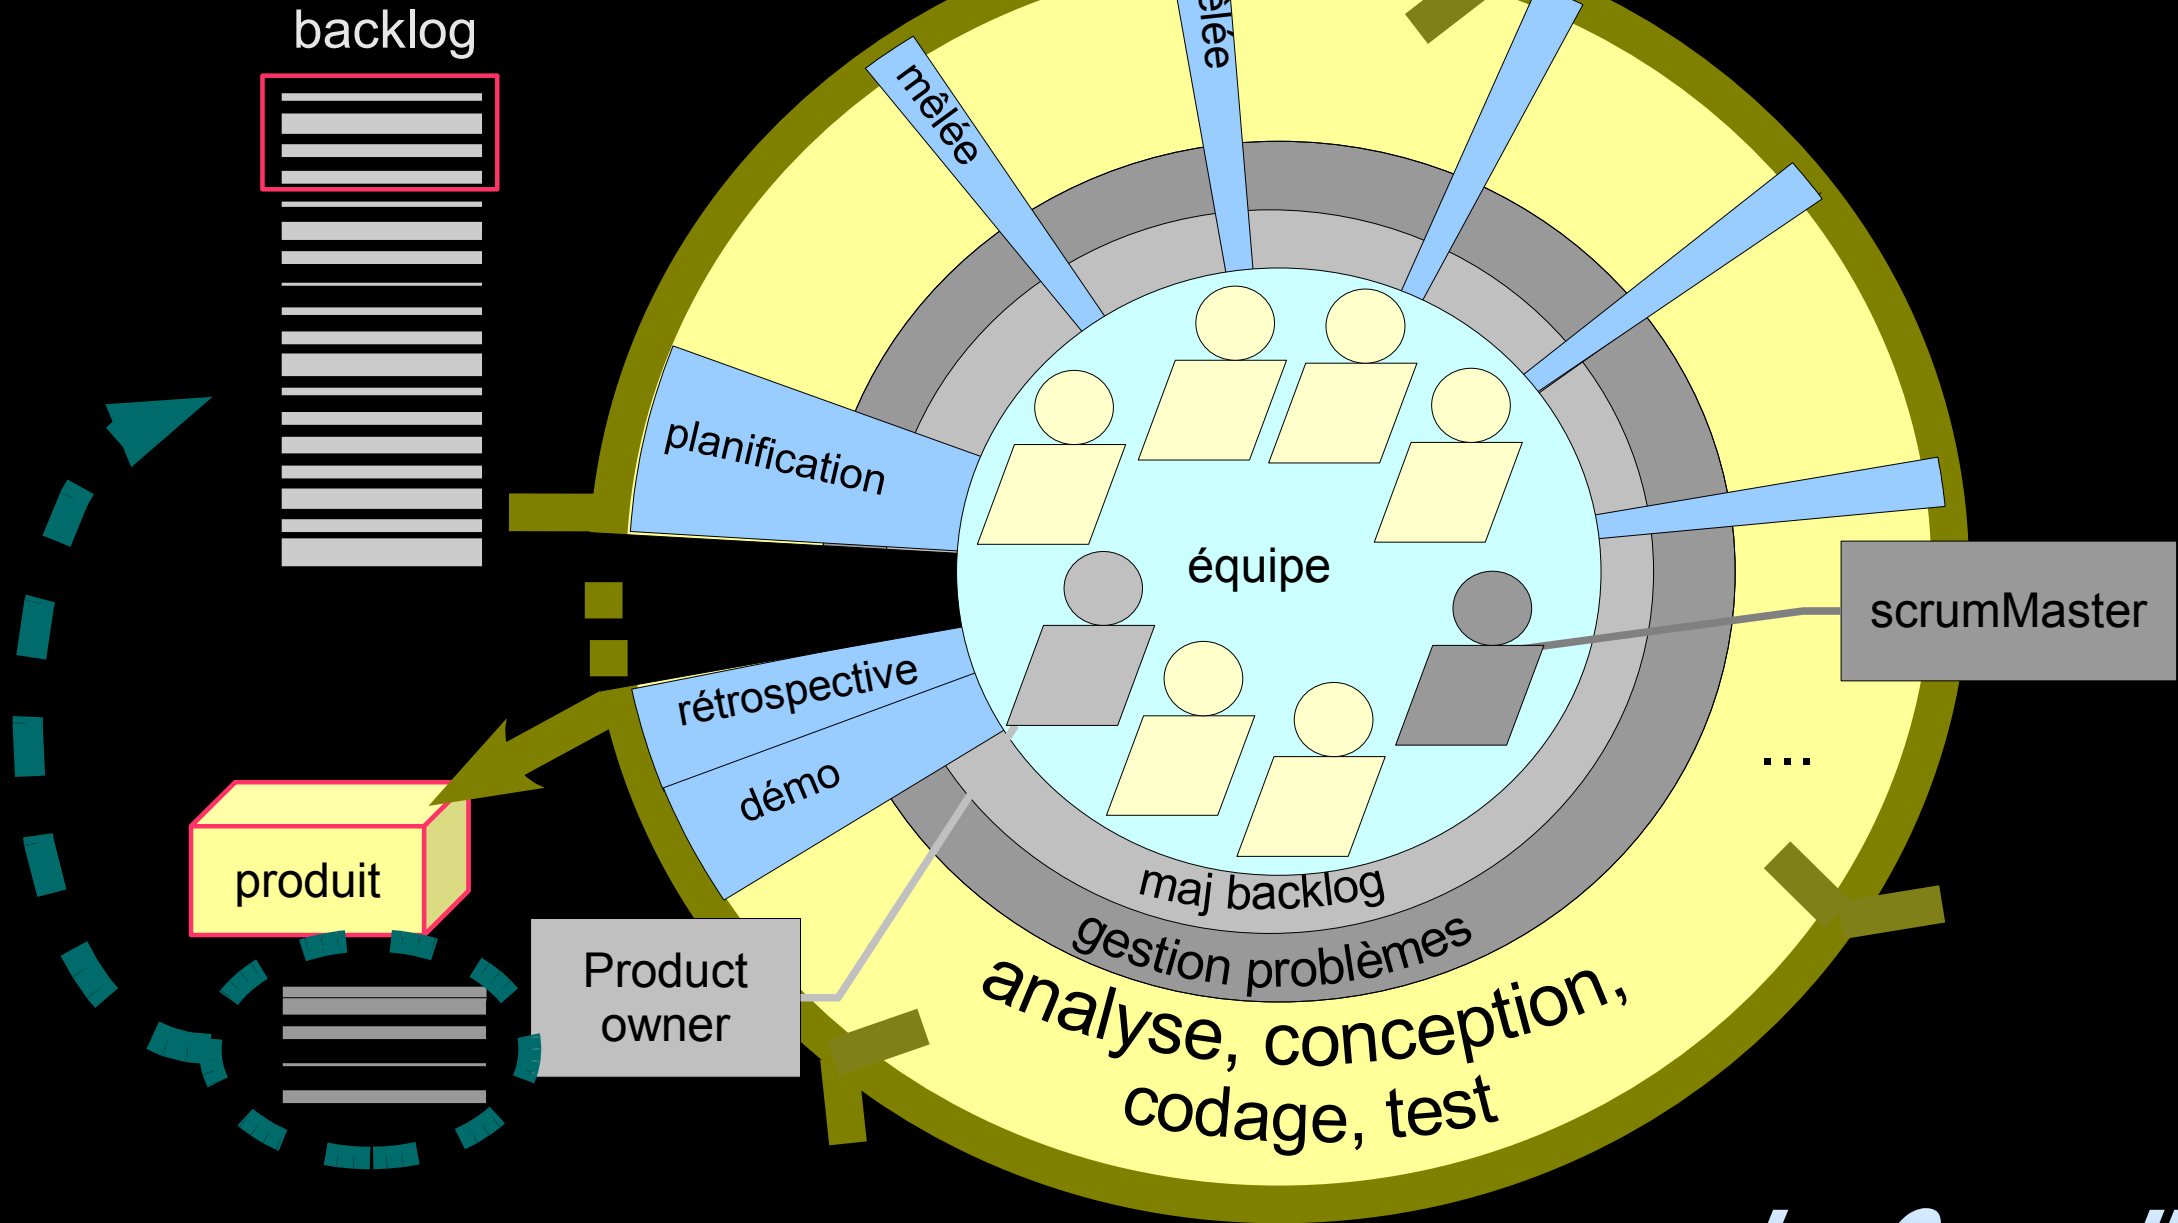 backlog
mêlée
planification
équipe
scrumMaster
rétrospective
démo
...
produit
maj backlog
gestion problèmes
Product
owner
analyse, conception,
codage, test